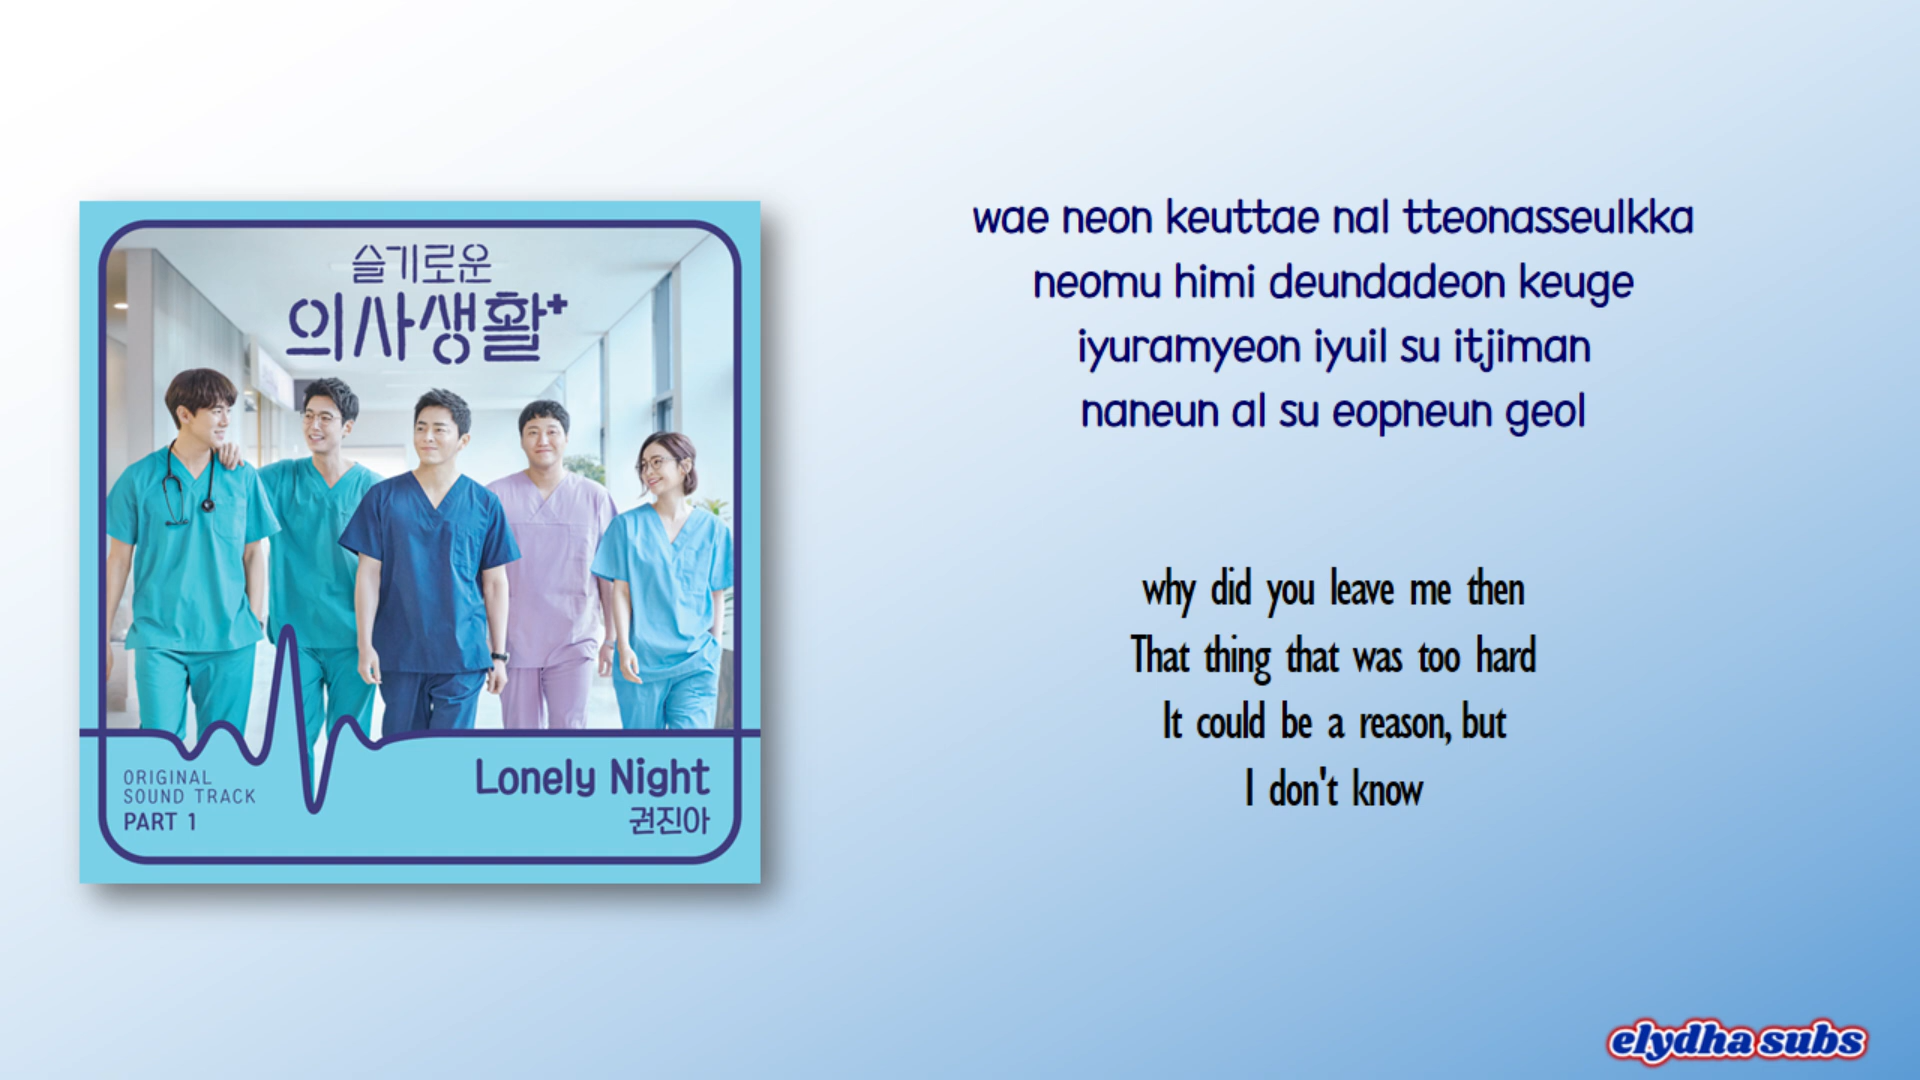 슬기로운
의사생활+
ORIGINAL
SOUND TRACK
PART 1
Lonely Night
권진아
wae neon keuttae nal tteonasseulkka
neomu himi deundadeon keuge
iyuramyeon iyuil su itjiman
naneun al su eopneun geol
why did you leave me then
That thing that was too hard
It could be a reason, but
I don't know
elydha subs